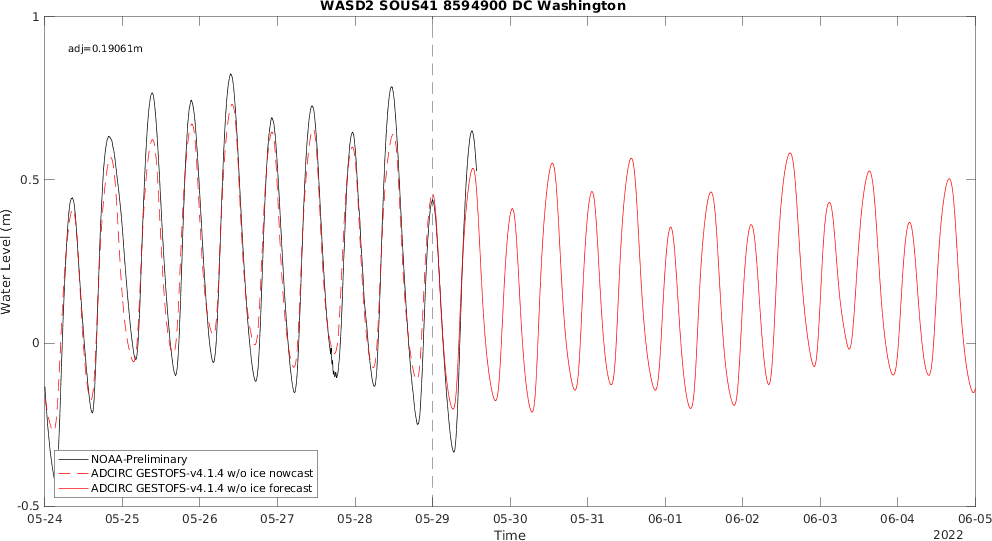 WASD2 SOUS41 8594900 DC Washington
adj=0.19061m
1
0.5
0
-0.5
Water Level (m)
NOAA-Preliminary
ADCIRC GESTOFS-v4.1.4 w/o ice nowcast
ADCIRC GESTOFS-v4.1.4 w/o ice forecast
05-24 05-25 05-26 05-27 05-28 05-29 05-30 05-31 06-01 06-02 06-03 06-04 06-05
Time
2022